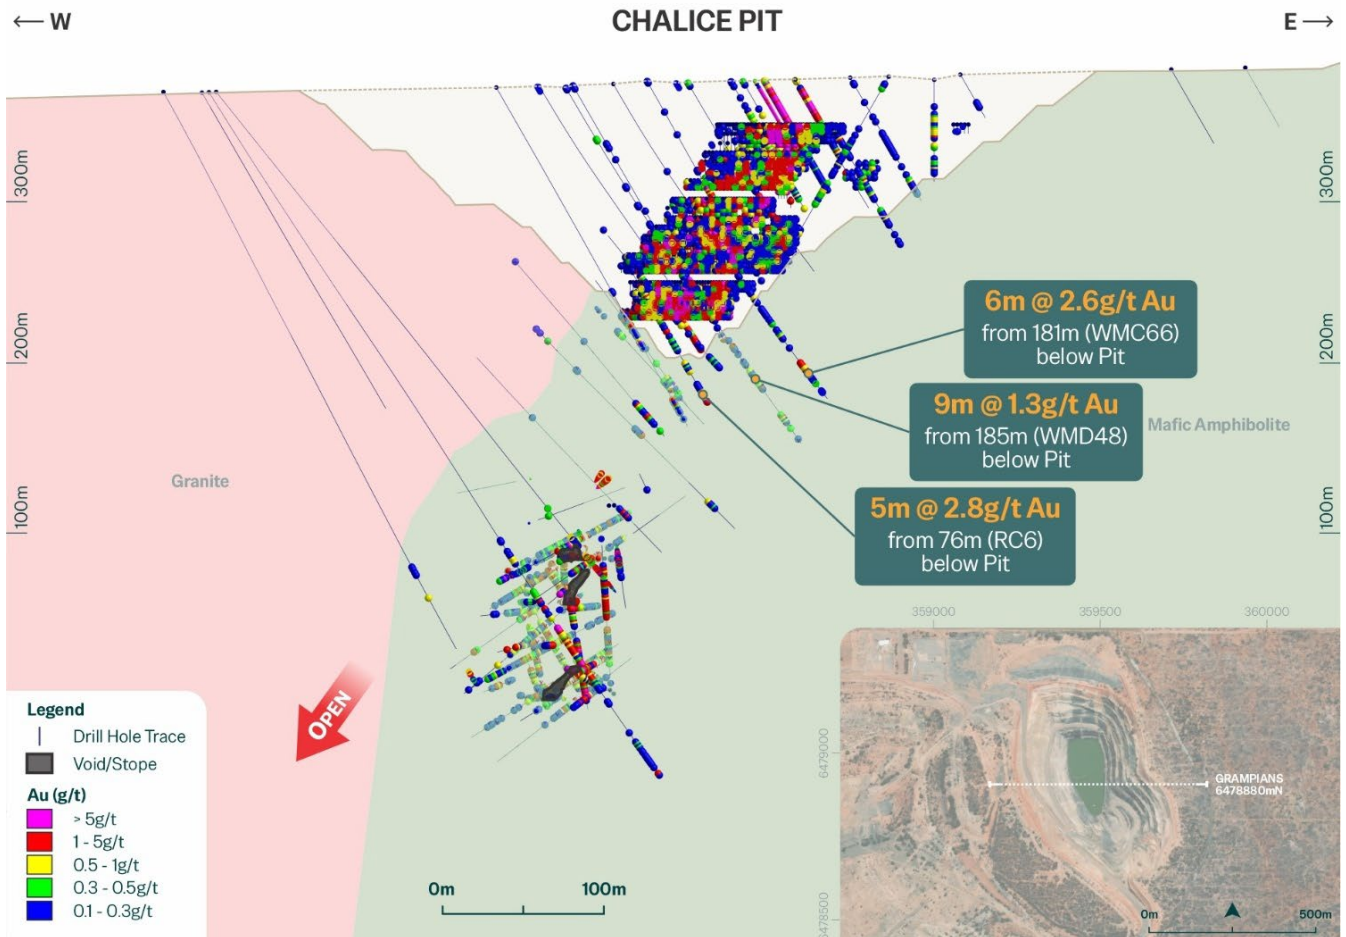 ← W
CHALICE PIT
E →
300m
300m
200m
200m
100m
100m
6m @ 2.6g/t Au
from 181m (WMC66)
below Pit
9m @ 1.3g/t Au
from 185m (WMD48)
below Pit
Mafic Amphibolite
5m @ 2.8g/t Au
from 76m (RC6)
below Pit
Granite
OPEN
Legend
Drill Hole Trace
Void/Stope
Au (g/t)
> 5g/t
1 - 5g/t
0.5 - 1g/t
0.3 - 0.5g/t
0.1 - 0.3g/t
0m 100m
359000 359500 360000
6479000
GRAMPIANS
6478880mN
6478500
0m 500m